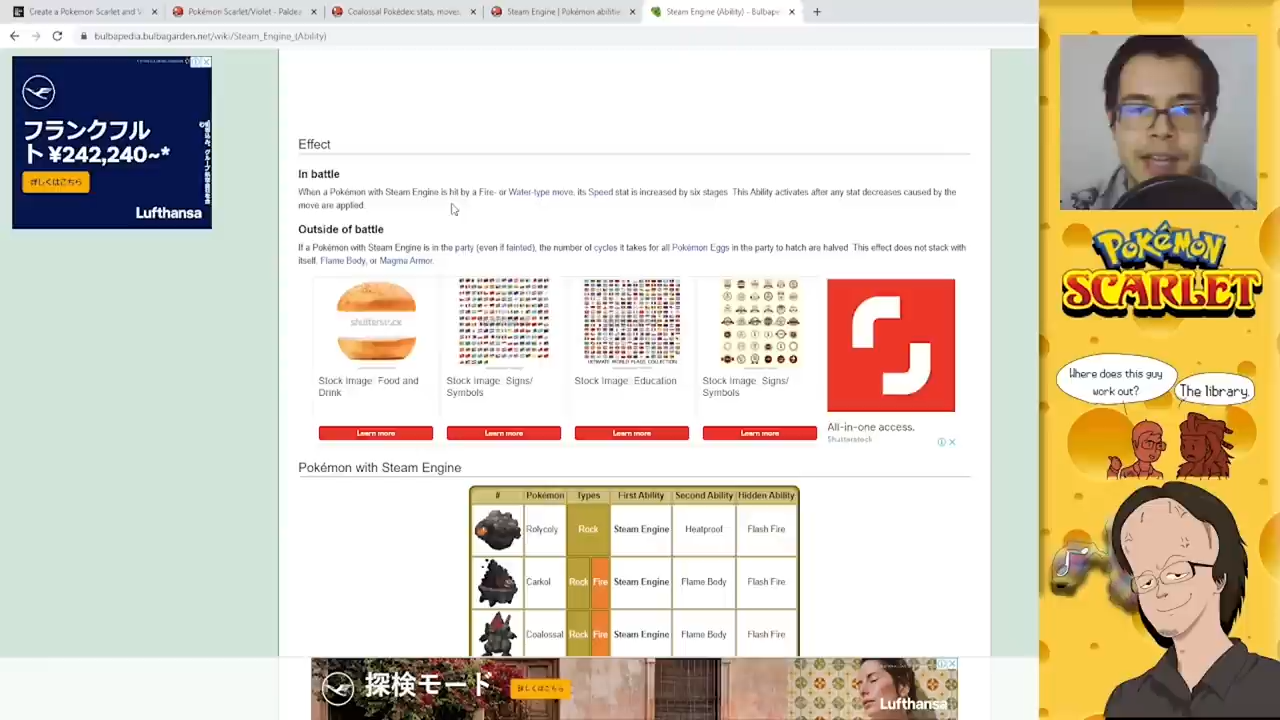 Create a Pokemon Scarlet and V
Pokémon Scarlet/Violet - Paldea
Coalossal Pokédex: stats, moves
Steam Engine | Pokémon abilitie
Steam Engine (Ability) - Bulbape
bulbapedia.bulbagarden.net/wiki/Steam_Engine_(Ability)
フランクフル
ト ¥242,240~*
詳しくはこちら
Lufthansa
Effect
In battle
When a Pokémon with Steam Engine is hit by a Fire- or Water-type move, its Speed stat is increased by six stages. This Ability activates after any stat decreases caused by the
move are applied.
Outside of battle
If a Pokémon with Steam Engine is in the party (even if fainted), the number of cycles it takes for all Pokémon Eggs in the party to hatch are halved. This effect does not stack with
itself, Flame Body, or Magma Armor.
shutterstock
ULTIMATE WORLD FLAGS COLLECTION
Stock Image: Food and
Drink
Stock Image: Signs/
Symbols
Stock Image: Education
Stock Image: Signs/
Symbols
Learn more
Learn more
Learn more
Learn more
All-in-one access.
Shutterstock
Pokémon with Steam Engine
# Pokémon Types First Ability Second Ability Hidden Ability
Rolycoly Rock Steam Engine Heatproof Flash Fire
Carkol Rock Fire Steam Engine Flame Body Flash Fire
Coalossal Rock Fire Steam Engine Flame Body Flash Fire
探検モード
詳しくはこちら
Lufthansa
POKÉMON
SCARLET
Where does this guy
work out?
The library.